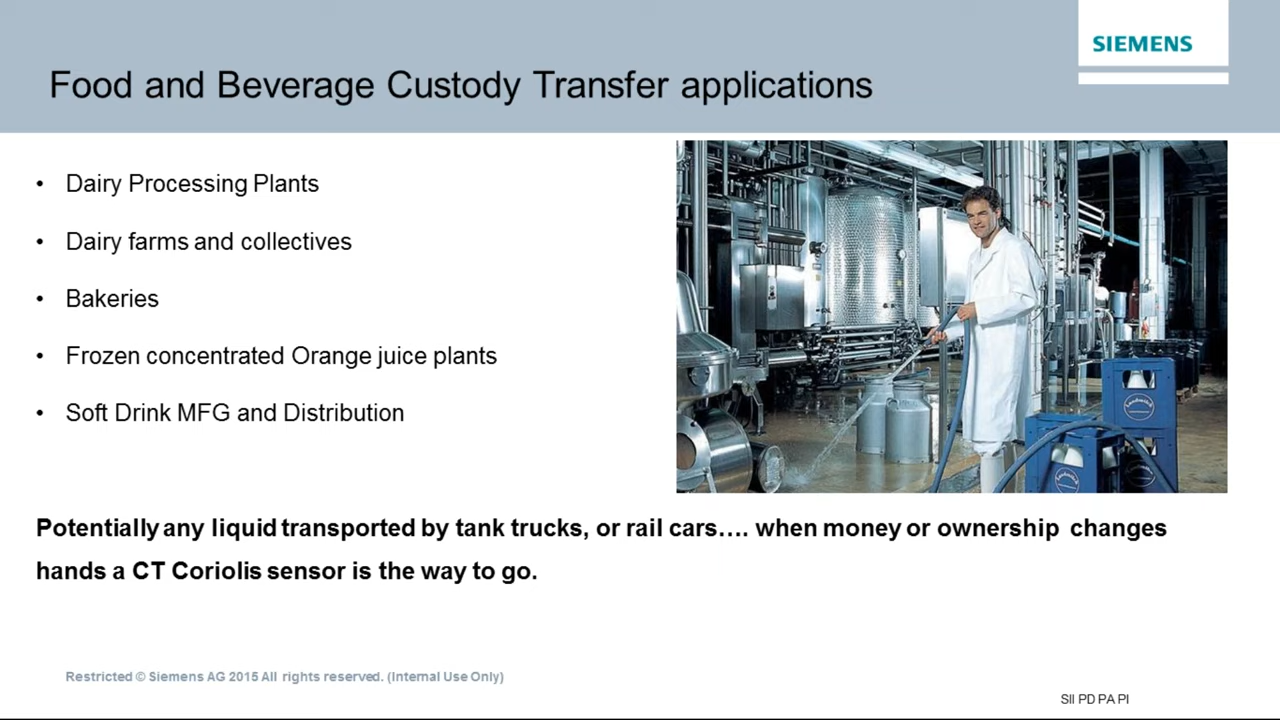 SIEMENS
Food and Beverage Custody Transfer applications
• Dairy Processing Plants
• Dairy farms and collectives
• Bakeries
• Frozen concentrated Orange juice plants
• Soft Drink MFG and Distribution
Potentially any liquid transported by tank trucks, or rail cars…. when money or ownership changes
hands a CT Coriolis sensor is the way to go.
Restricted © Siemens AG 2015 All rights reserved. (Internal Use Only)
SII PD PA PI